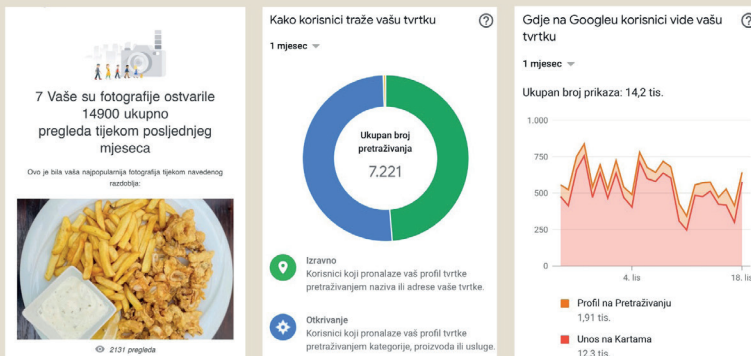 7 Vaše su fotografije ostvarile
14900 ukupno
pregleda tijekom posljednjeg
mjeseca
Ovo je bila vaša najpopularnija fotografija tijekom navedenog
razdoblja:
2131 pregleda
Kako korisnici traže vašu tvrtku
1 mjesec
Ukupan broj
pretraživanja
7.221
Izravno
Korisnici koji pronalaze vaš profil tvrtke
pretraživanjem naziva ili adrese vaše tvrtke.
Otkrivanje
Korisnici koji pronalaze vaš profil tvrtke
pretraživanjem kategorije, proizvoda ili usluge.
Gdje na Googleu korisnici vide vašu
tvrtku
1 mjesec
Ukupan broj prikaza: 14,2 tis.
1.000
750
500
250
0
4. lis
18. lis
Profil na Pretraživanju
1,91 tis.
Unos na Kartama
12,3 tis.